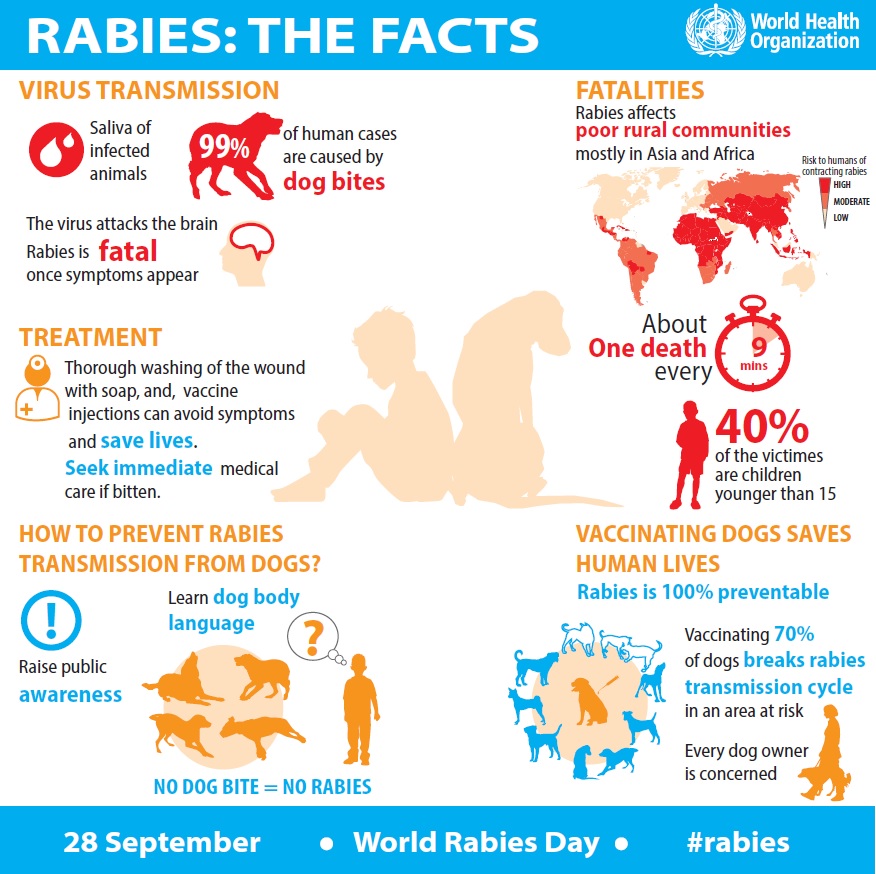 RABIES: THE FACTS
World Health
Organization
VIRUS TRANSMISSION
Saliva of
infected
animals
99%
of human cases
are caused by
dog bites
The virus attacks the brain
Rabies is fatal
once symptoms appear
FATALITIES
Rabies affects
poor rural communities
mostly in Asia and Africa
Risk to humans of
contracting rabies
HIGH
MODERATE
LOW
About
One death
every
9
mins
40%
of the victimes
are children
younger than 15
TREATMENT
Thorough washing of the wound
with soap, and, vaccine
injections can avoid symptoms
and save lives.
Seek immediate medical
care if bitten.
HOW TO PREVENT RABIES
TRANSMISSION FROM DOGS?
!
Raise public
awareness
Learn dog body
language
?
NO DOG BITE = NO RABIES
VACCINATING DOGS SAVES
HUMAN LIVES
Rabies is 100% preventable
Vaccinating 70%
of dogs breaks rabies
transmission cycle
in an area at risk
Every dog owner
is concerned
28 September • World Rabies Day • #rabies